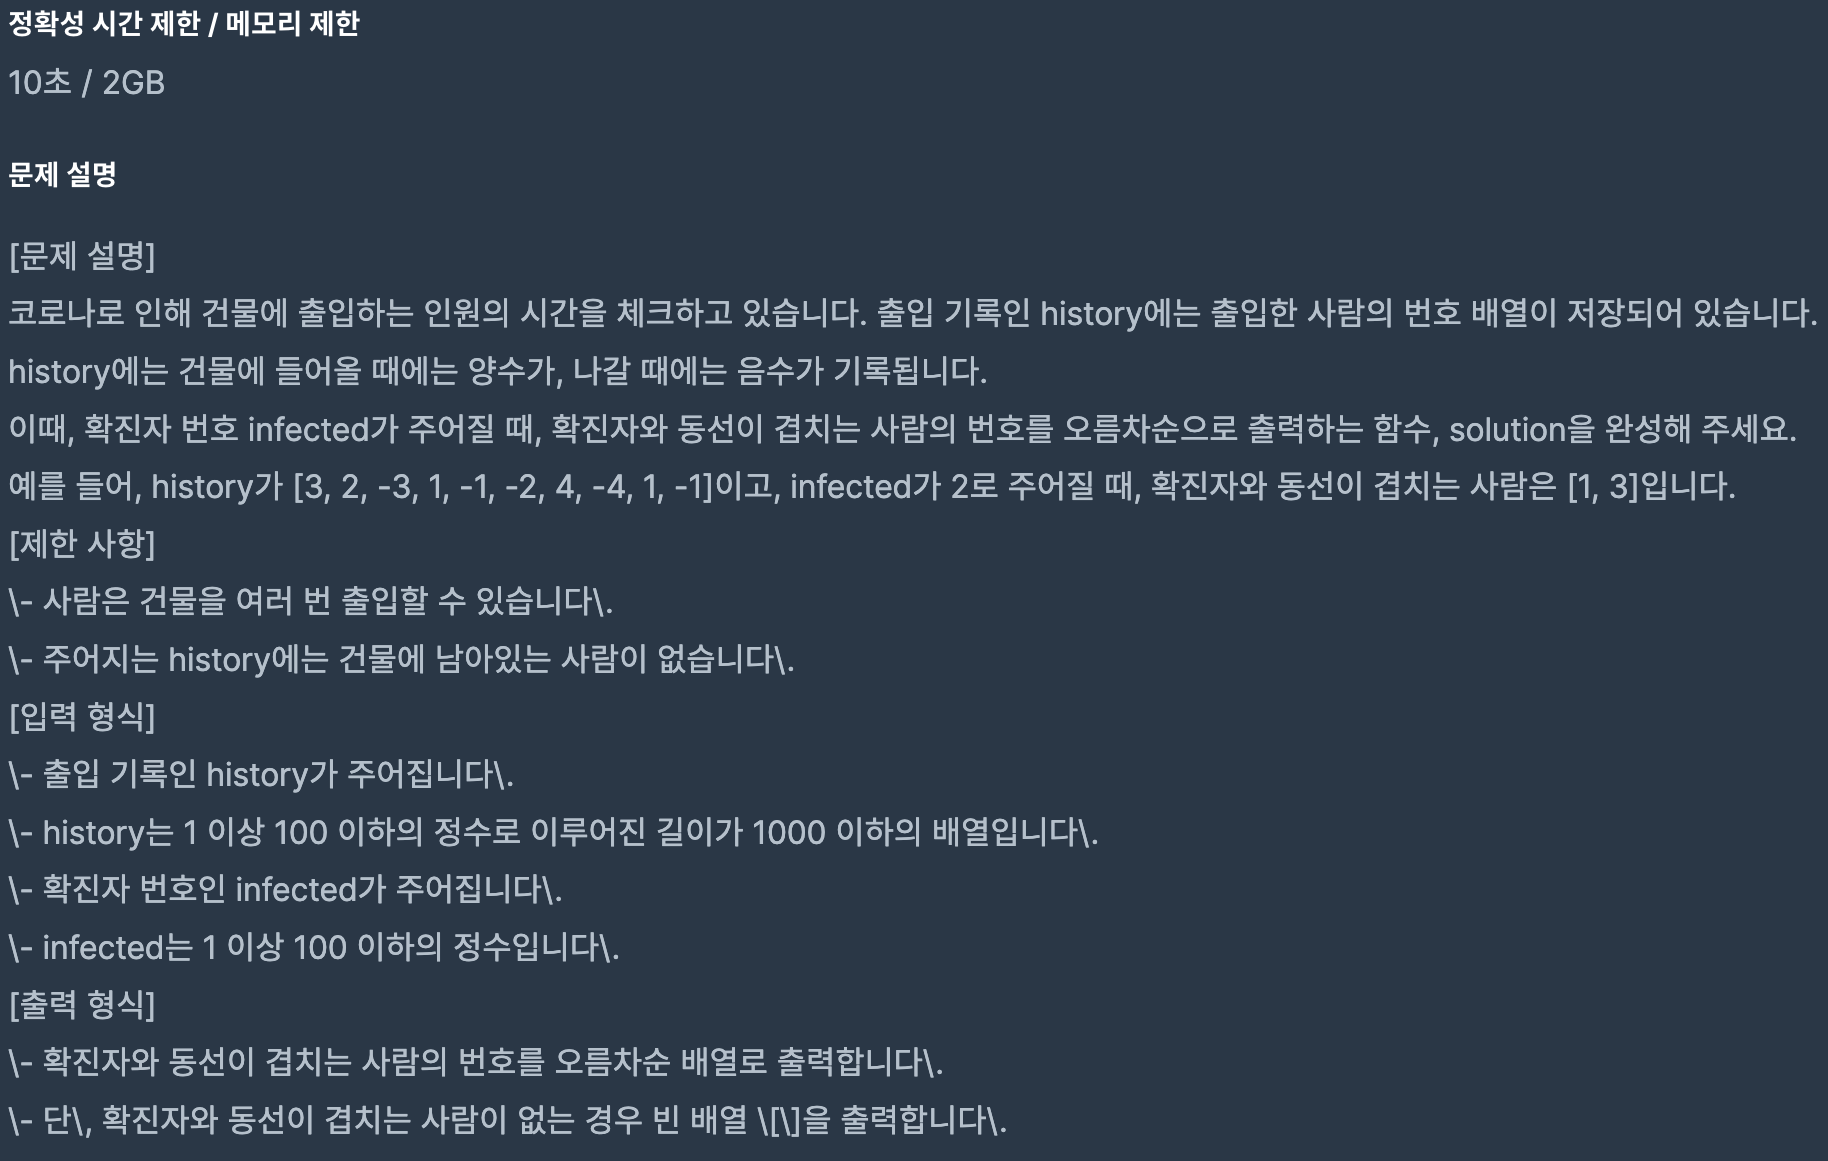 정확성 시간 제한 / 메모리 제한
10초 / 2GB
문제 설명
[문제 설명]
코로나로 인해 건물에 출입하는 인원의 시간을 체크하고 있습니다. 출입 기록인 history에는 출입한 사람의 번호 배열이 저장되어 있습니다.
history에는 건물에 들어올 때에는 양수가, 나갈 때에는 음수가 기록됩니다.
이때, 확진자 번호 infected가 주어질 때, 확진자와 동선이 겹치는 사람의 번호를 오름차순으로 출력하는 함수, solution을 완성해 주세요.
예를 들어, history가 [3, 2, -3, 1, -1, -2, 4, -4, 1, -1]이고, infected가 2로 주어질 때, 확진자와 동선이 겹치는 사람은 [1, 3]입니다.
[제한 사항]
\- 사람은 건물을 여러 번 출입할 수 있습니다\.
\- 주어지는 history에는 건물에 남아있는 사람이 없습니다\.
[입력 형식]
\- 출입 기록인 history가 주어집니다\.
\- history는 1 이상 100 이하의 정수로 이루어진 길이가 1000 이하의 배열입니다\.
\- 확진자 번호인 infected가 주어집니다\.
\- infected는 1 이상 100 이하의 정수입니다\.
[출력 형식]
\- 확진자와 동선이 겹치는 사람의 번호를 오름차순 배열로 출력합니다\.
\- 단\, 확진자와 동선이 겹치는 사람이 없는 경우 빈 배열 \[\]을 출력합니다\.